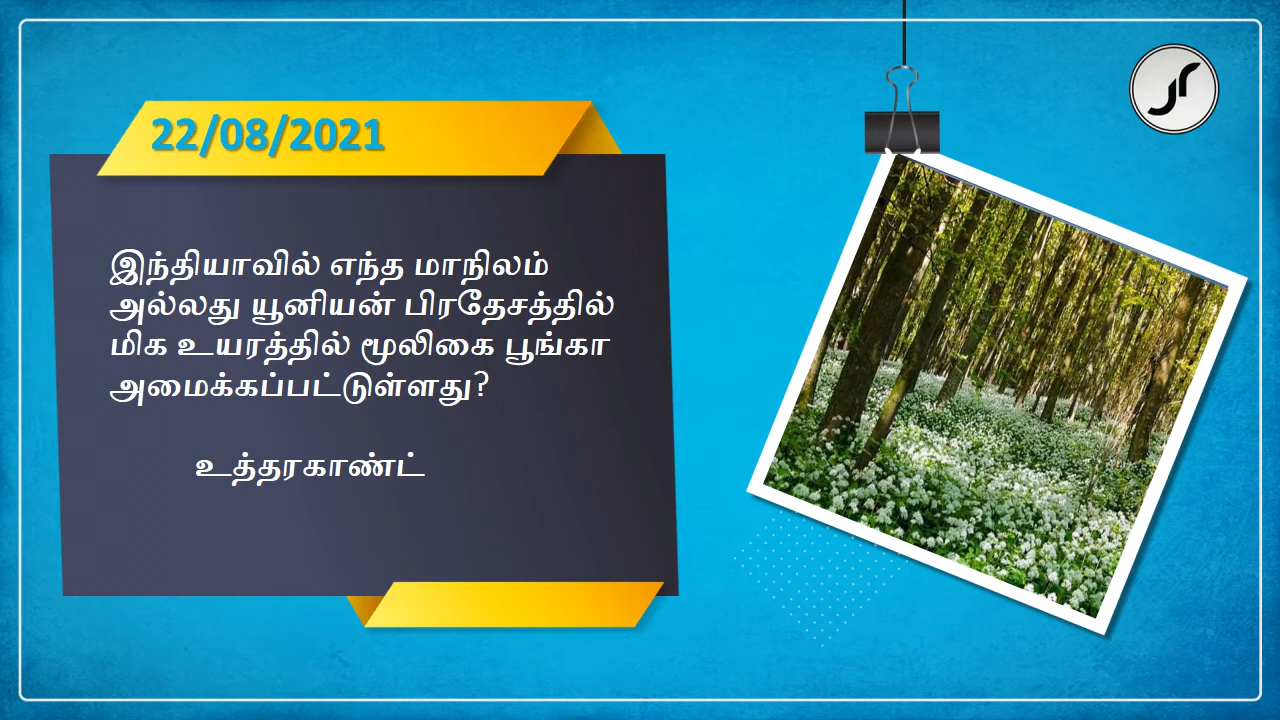 22/08/2021
இந்தியாவில் எந்த மாநிலம்
அல்லது யூனியன் பிரதேசத்தில்
மிக உயரத்தில் மூலிகை பூங்கா
அமைக்கப்பட்டுள்ளது?
உத்தரகாண்ட்